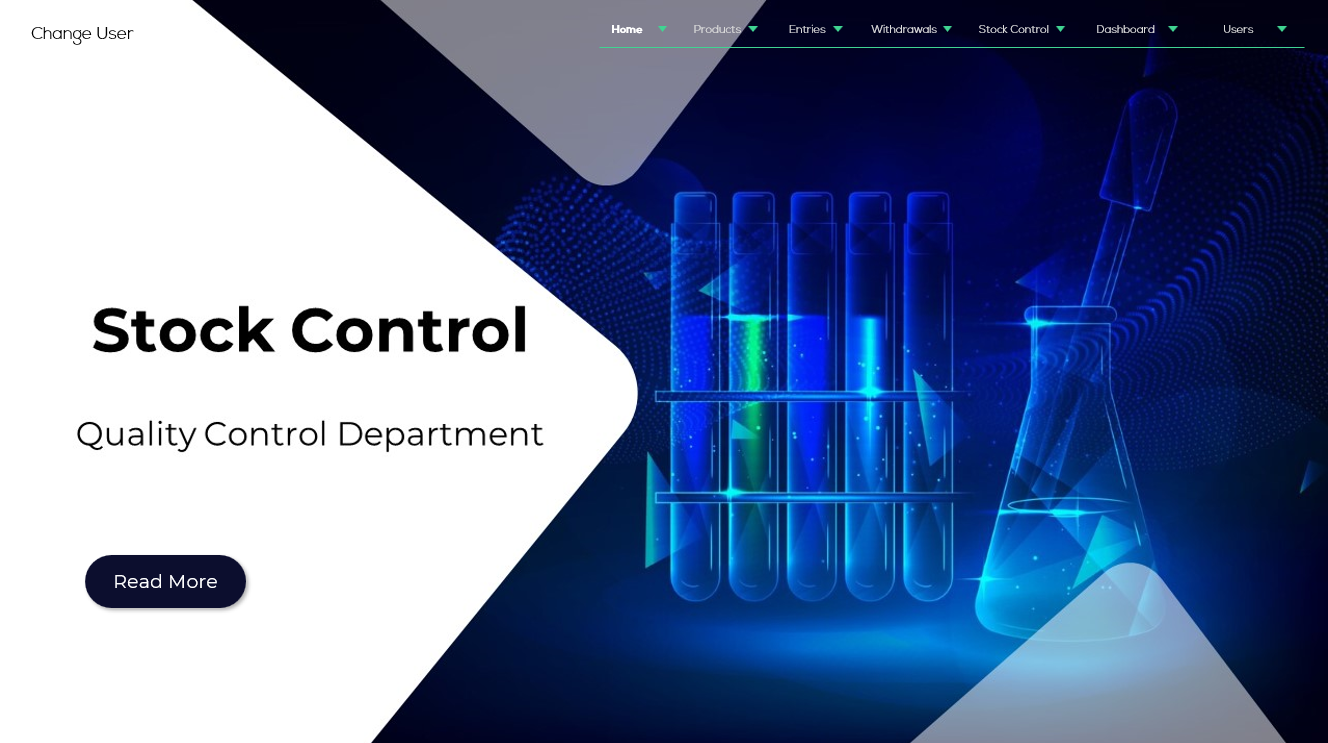 Change User
Home Products Entries Withdrawals Stock Control Dashboard Users
Stock Control
Quality Control Department
Read More